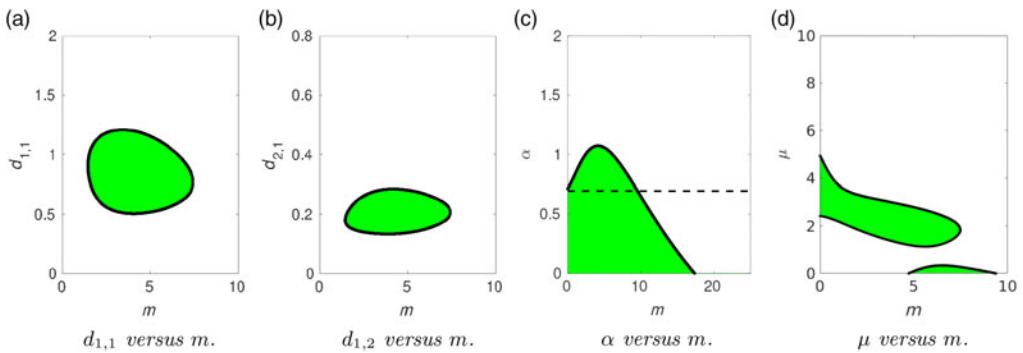 (a)
2
1.5
1
0.5
0
d1,1
0 5 10
m
d1,1 versus m.
(b)
0.8
0.6
0.4
0.2
0
d2,1
0 5 10
m
d1,2 versus m.
(c)
2
1.5
1
0.5
0
α
0 10 20
m
α versus m.
(d)
10
8
6
4
2
0
μ
0 5 10
m
μ versus m.